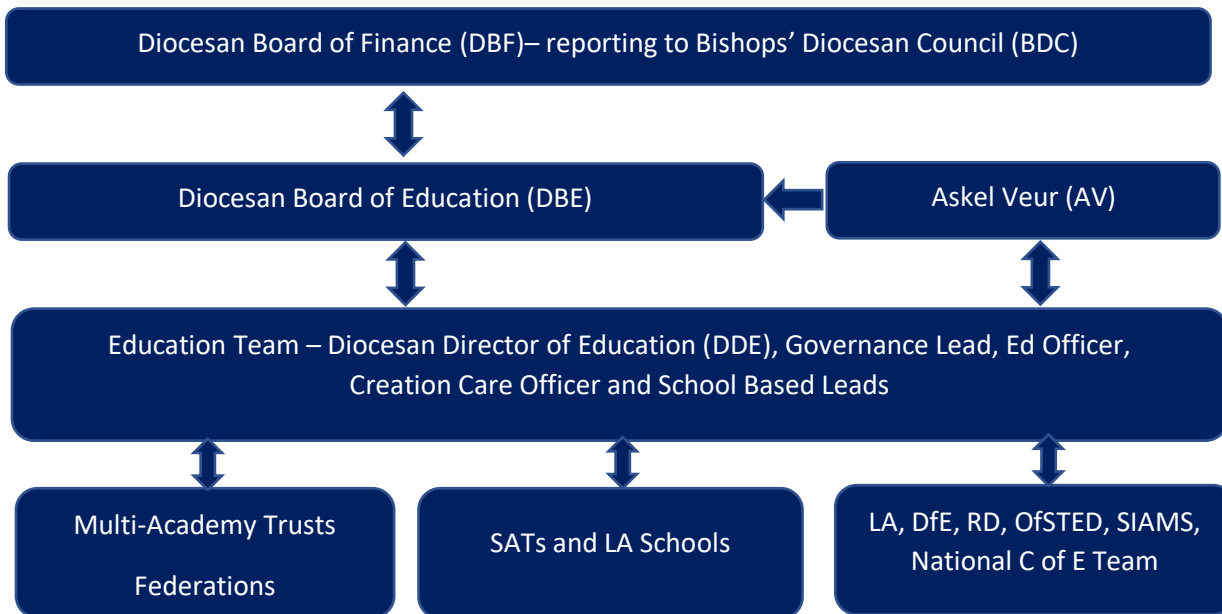 Diocesan Board of Finance (DBF)– reporting to Bishops’ Diocesan Council (BDC)
Diocesan Board of Education (DBE)
Askel Veur (AV)
Education Team – Diocesan Director of Education (DDE), Governance Lead, Ed Officer,
Creation Care Officer and School Based Leads
Multi-Academy Trusts
Federations
SATs and LA Schools
LA, DfE, RD, OfSTED, SIAMS,
National C of E Team